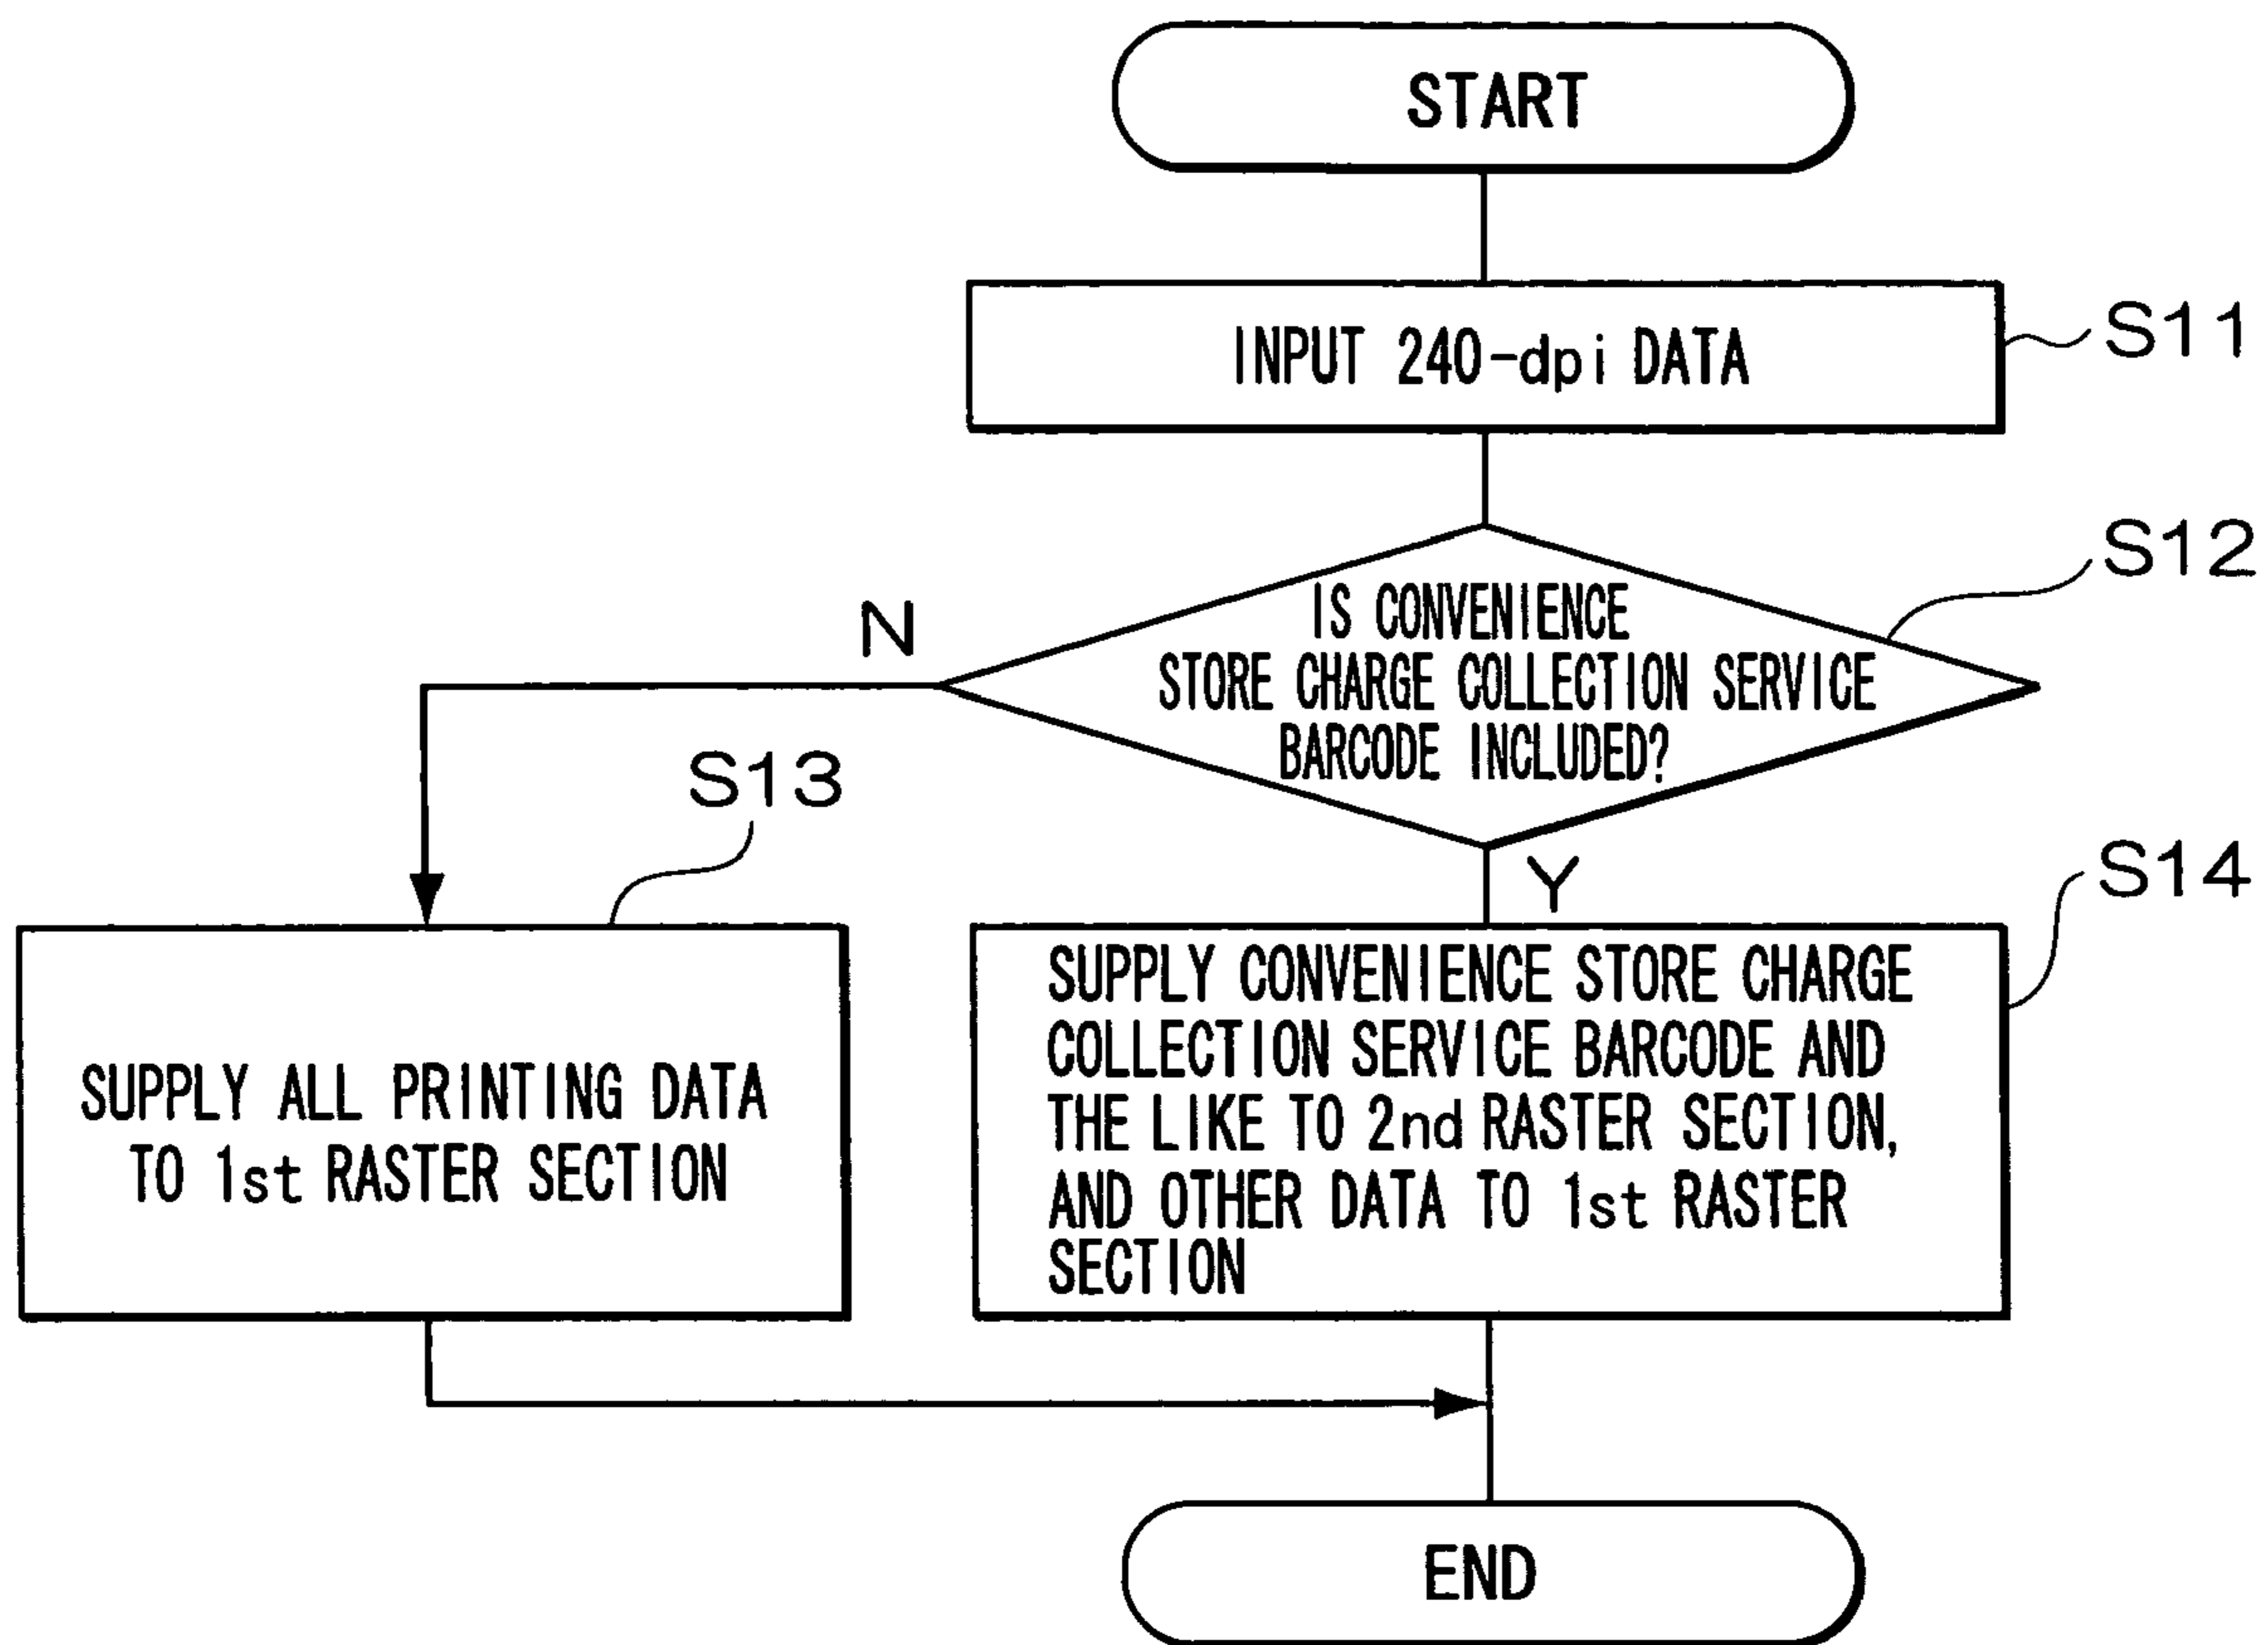 START
INPUT 240-dpi DATA
S11
IS CONVENIENCE
STORE CHARGE COLLECTION SERVICE
BARCODE INCLUDED?
S12
N
Y
S13
SUPPLY ALL PRINTING DATA
TO 1st RASTER SECTION
S14
SUPPLY CONVENIENCE STORE CHARGE
COLLECTION SERVICE BARCODE AND
THE LIKE TO 2nd RASTER SECTION,
AND OTHER DATA TO 1st RASTER
SECTION
END